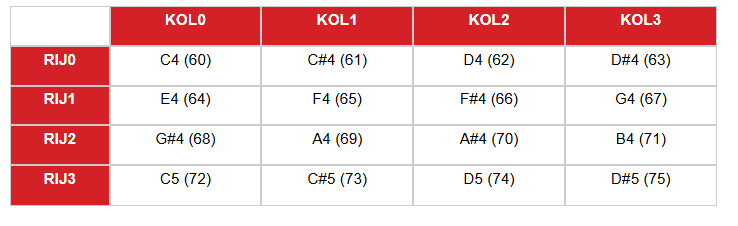 KOL0 KOL1 KOL2 KOL3
RIJ0 C4 (60) C#4 (61) D4 (62) D#4 (63)
RIJ1 E4 (64) F4 (65) F#4 (66) G4 (67)
RIJ2 G#4 (68) A4 (69) A#4 (70) B4 (71)
RIJ3 C5 (72) C#5 (73) D5 (74) D#5 (75)